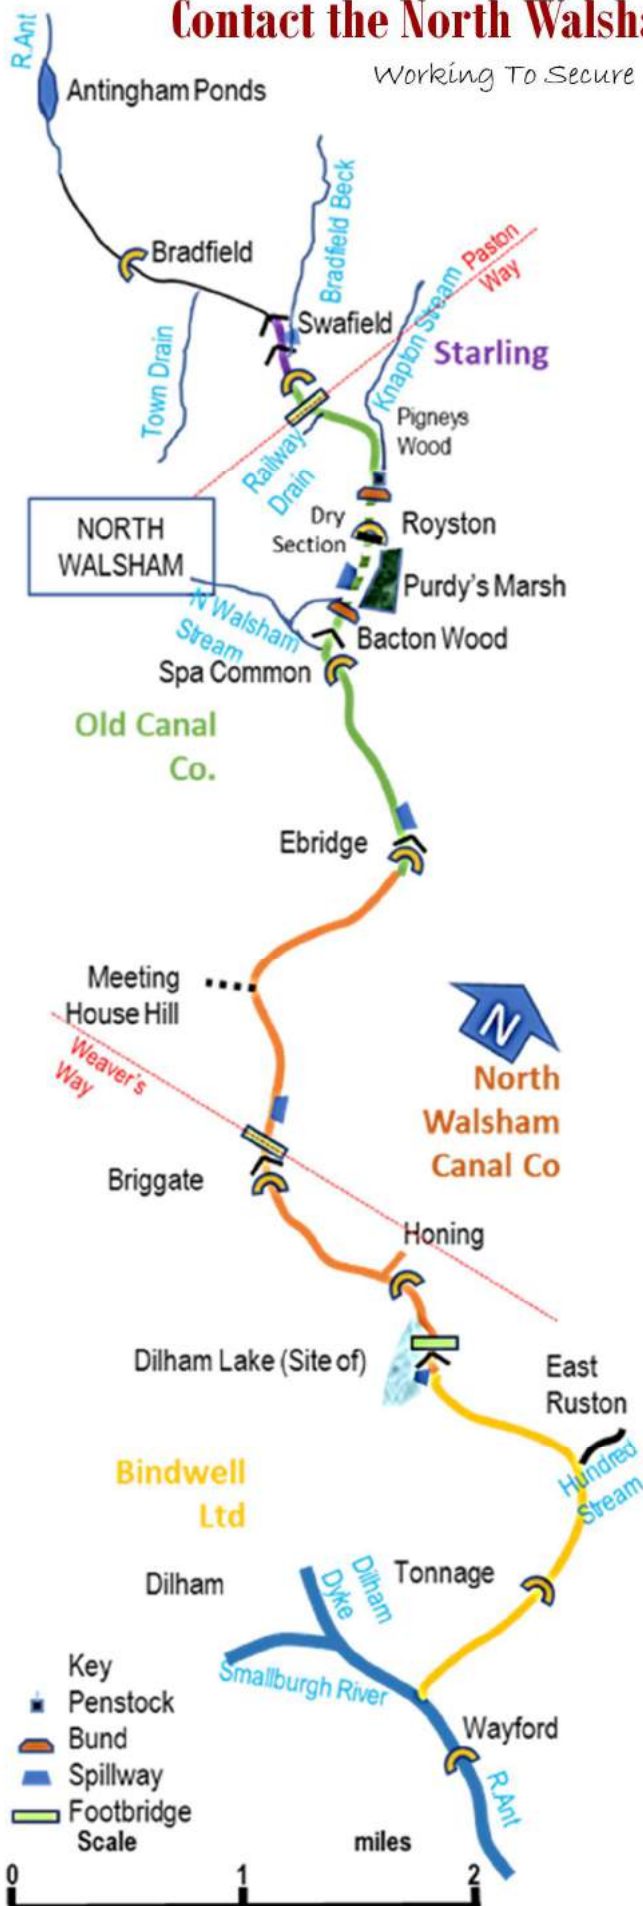 Contact the North Walsha
Working To Secure
R.Ant
Antingham Ponds
Bradfield Beck
Bradfield
Paston
Way
Swafield
Knapton Stream
Starling
Town Drain
Pigneys
Wood
Railway
Drain
Dry
Section
Royston
NORTH
WALSHAM
Purdy's Marsh
N Walsham
Stream
Bacton Wood
Spa Common
Old Canal
Co.
Ebridge
Meeting
House Hill
N
Weaver's
Way
North
Walsham
Canal Co
Briggate
Honing
Dilham Lake (Site of)
East
Ruston
Hundred
Stream
Bindwell
Ltd
Tonnage
Dilham
Dilham
Dyke
Smallburgh River
Key
Penstock
Bund
Spillway
Footbridge
Wayford
R.Ant
Scale miles
0 1 2